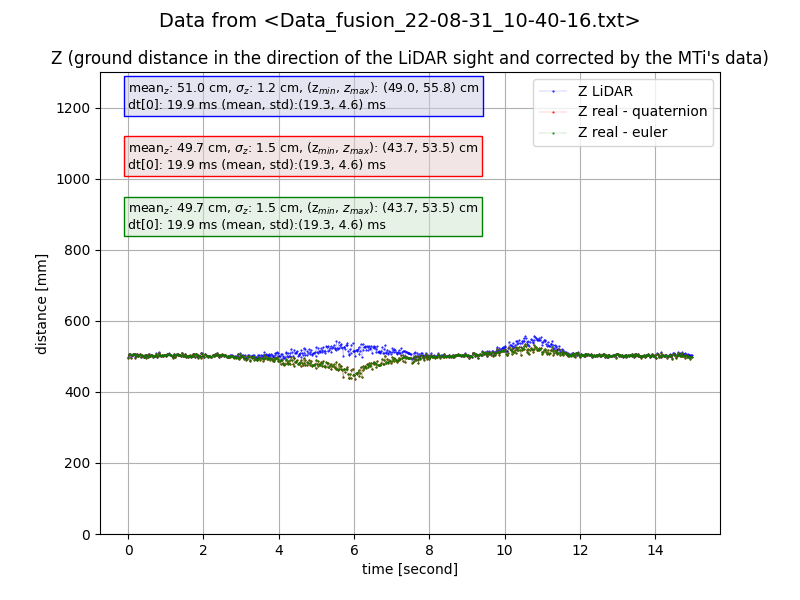 Data from <Data_fusion_22-08-31_10-40-16.txt>
Z (ground distance in the direction of the LiDAR sight and corrected by the MTi's data)
mean_z: 51.0 cm, σ_z: 1.2 cm, (z_min, z_max): (49.0, 55.8) cm
dt[0]: 19.9 ms (mean, std):(19.3, 4.6) ms
mean_z: 49.7 cm, σ_z: 1.5 cm, (z_min, z_max): (43.7, 53.5) cm
dt[0]: 19.9 ms (mean, std):(19.3, 4.6) ms
mean_z: 49.7 cm, σ_z: 1.5 cm, (z_min, z_max): (43.7, 53.5) cm
dt[0]: 19.9 ms (mean, std):(19.3, 4.6) ms
Z LiDAR
Z real - quaternion
Z real - euler
distance [mm]
1200
1000
800
600
400
200
0
0 2 4 6 8 10 12 14
time [second]